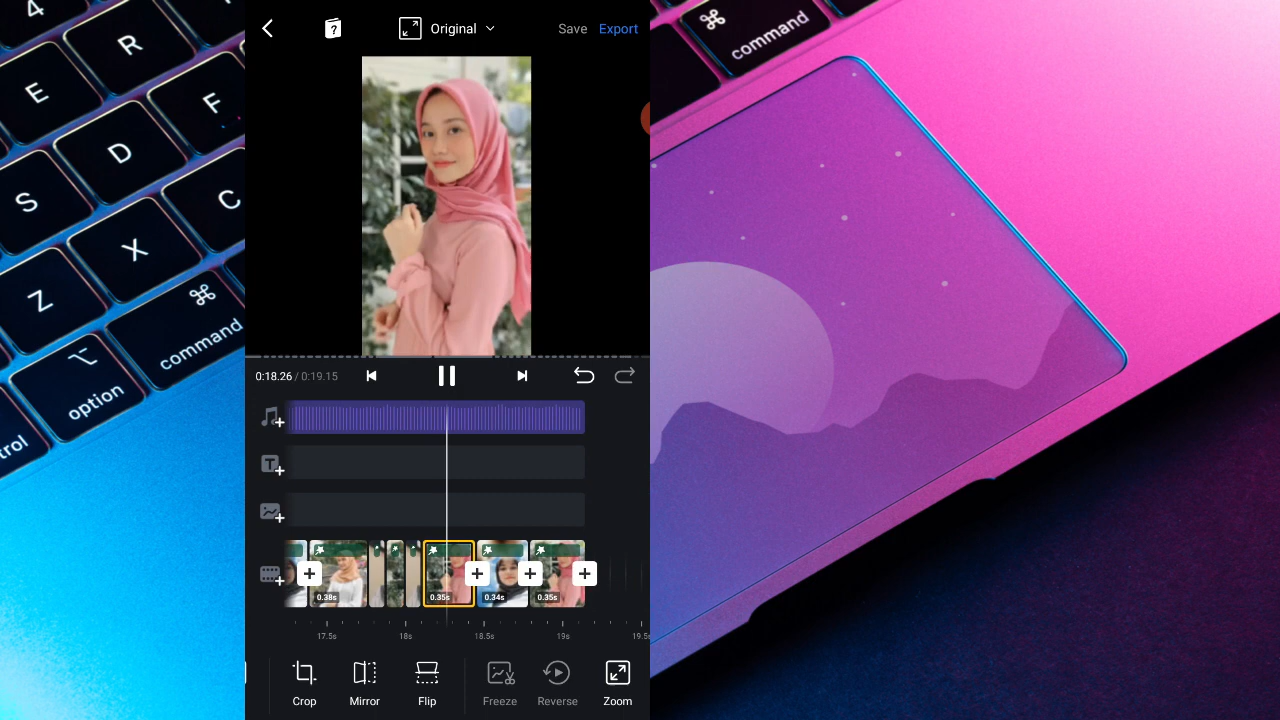 Original
Save
Export
0:18.26 / 0:19.15
0.38s
0.35s
0.34s
0.35s
17.5s
18s
18.5s
19s
19.5s
Crop
Mirror
Flip
Freeze
Reverse
Zoom
4
E
R
S
D
F
Z
X
C
option
command
command